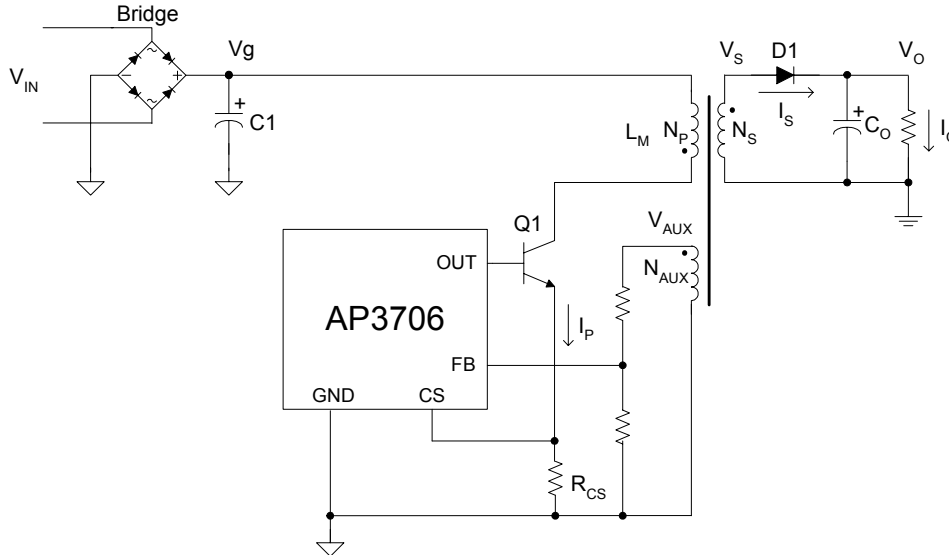 Bridge
Vg
V_S
D1
V_O
V_IN
~
− +
~
+
C1
L_M
N_P
N_S
I_S
+
C_O
Q1
V_AUX
OUT
N_AUX
AP3706
I_P
FB
GND
CS
R_CS